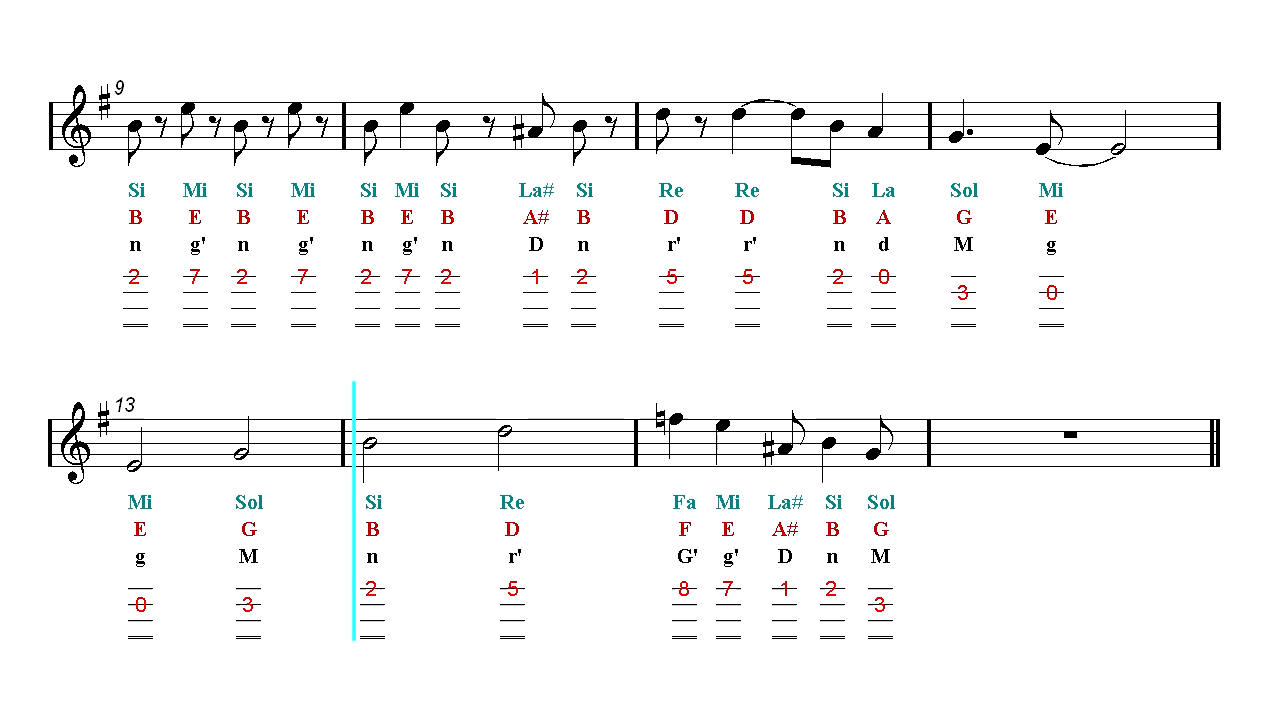 9
Si Mi Si Mi Si Mi Si La# Si Re Re Si La Sol Mi
B E B E B E B A# B D D B A G E
n g' n g' n g' n D n r' r' n d M g
2 7 2 7 2 7 2 1 2 5 5 2 0
3 0
13
Mi Sol Si Re Fa Mi La# Si Sol
E G B D F E A# B G
g M n r' G' g' D n M
2 5 8 7 1 2
0 3 3